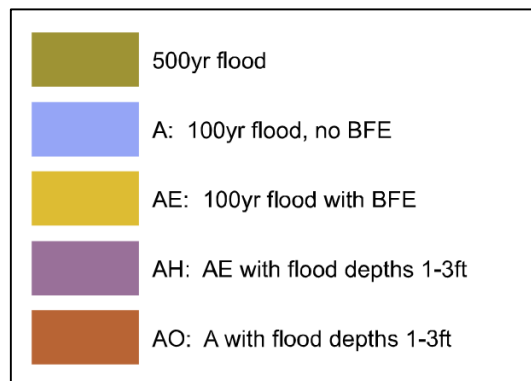 500yr flood
A:  100yr flood, no BFE
AE:  100yr flood with BFE
AH:  AE with flood depths 1-3ft
AO:  A with flood depths 1-3ft